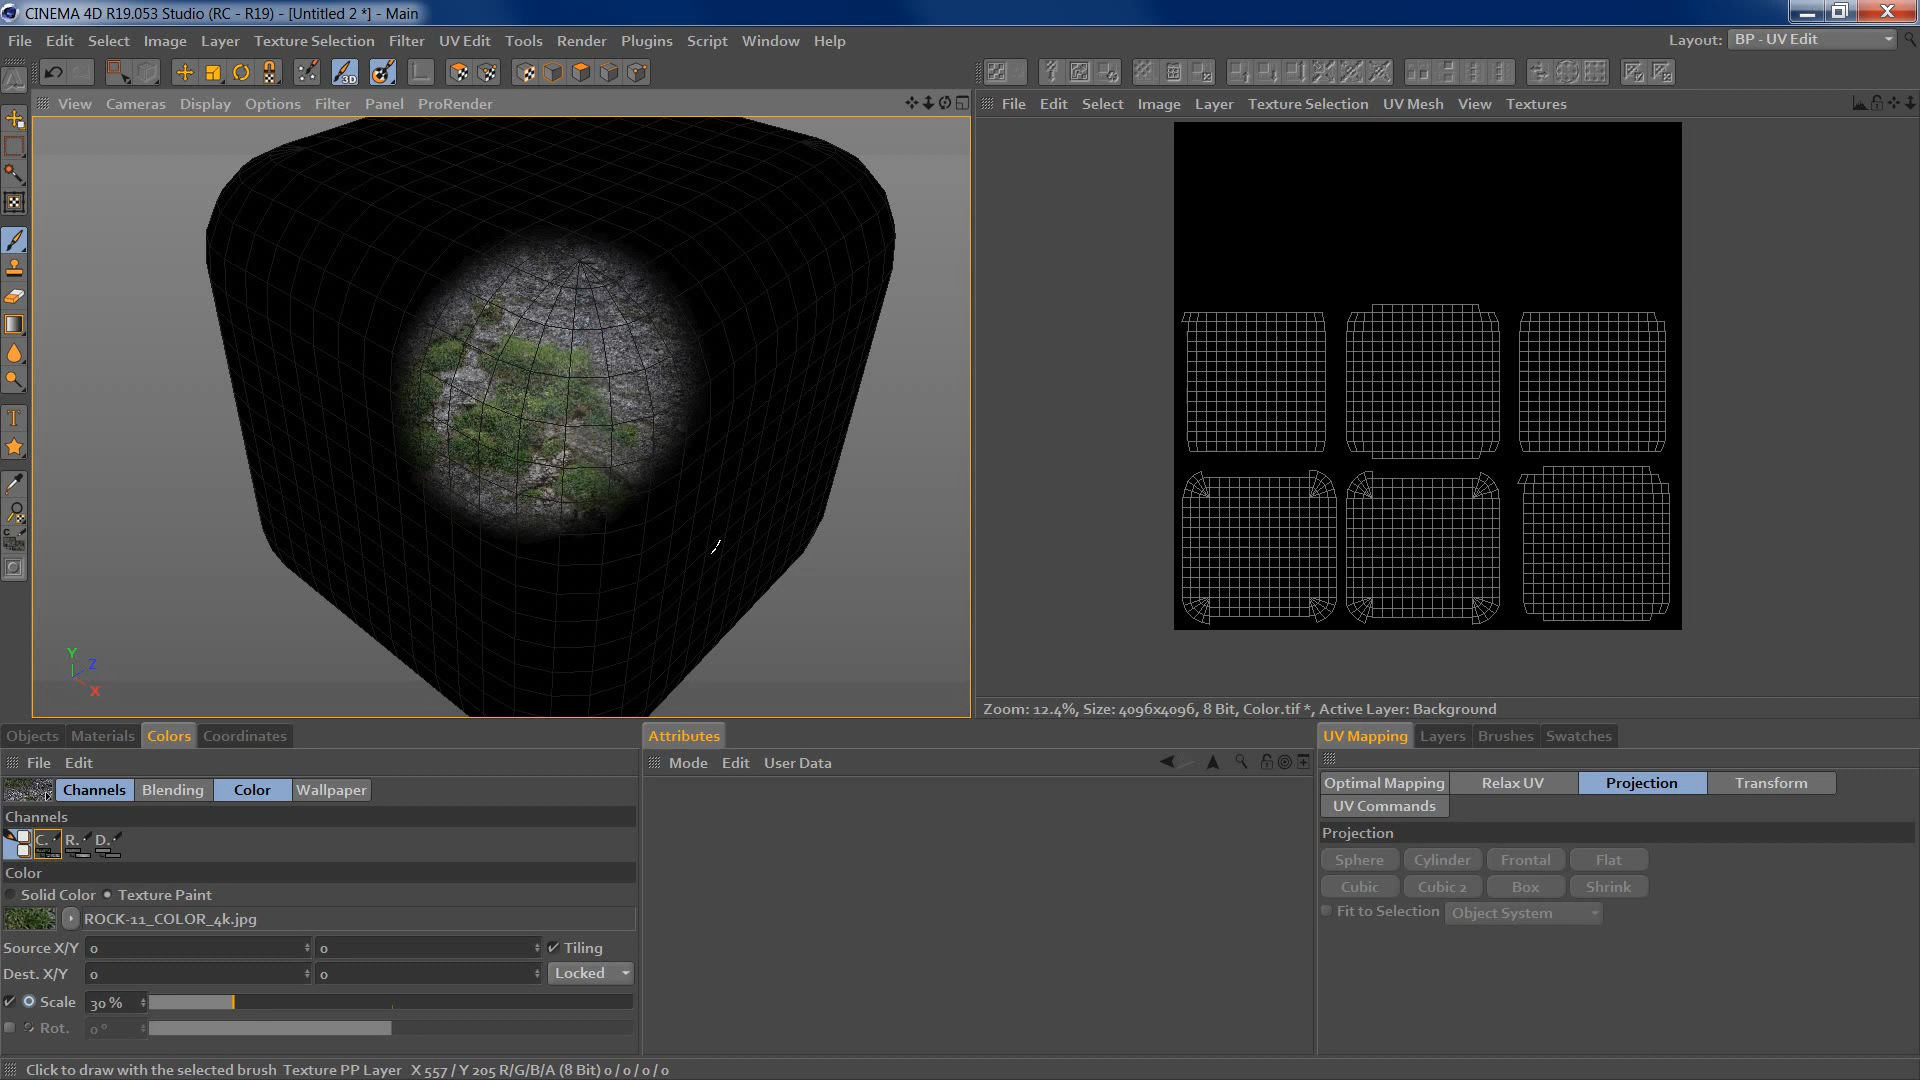 CINEMA 4D R19.053 Studio (RC - R19) - [Untitled 2 *] - Main
File Edit Select Image Layer Texture Selection Filter UV Edit Tools Render Plugins Script Window Help
Layout: BP - UV Edit
View Cameras Display Options Filter Panel ProRender
File Edit Select Image Layer Texture Selection UV Mesh View Textures
3D
Y
Z
X
Zoom: 12.4%, Size: 4096x4096, 8 Bit, Color.tif *, Active Layer: Background
Objects Materials Colors Coordinates
File Edit
Channels Blending Color Wallpaper
Channels
C. R. D.
Color
Solid Color Texture Paint
ROCK-11_COLOR_4k.jpg
Source X/Y 0 0 Tiling
Dest. X/Y 0 0 Locked
Scale 30 %
Rot. 0 °
Attributes
Mode Edit User Data
UV Mapping Layers Brushes Swatches
Optimal Mapping Relax UV Projection Transform
UV Commands
Projection
Sphere Cylinder Frontal Flat
Cubic Cubic 2 Box Shrink
Fit to Selection Object System
Click to draw with the selected brush Texture PP Layer X 557 / Y 205 R/G/B/A (8 Bit) 0 / 0 / 0 / 0